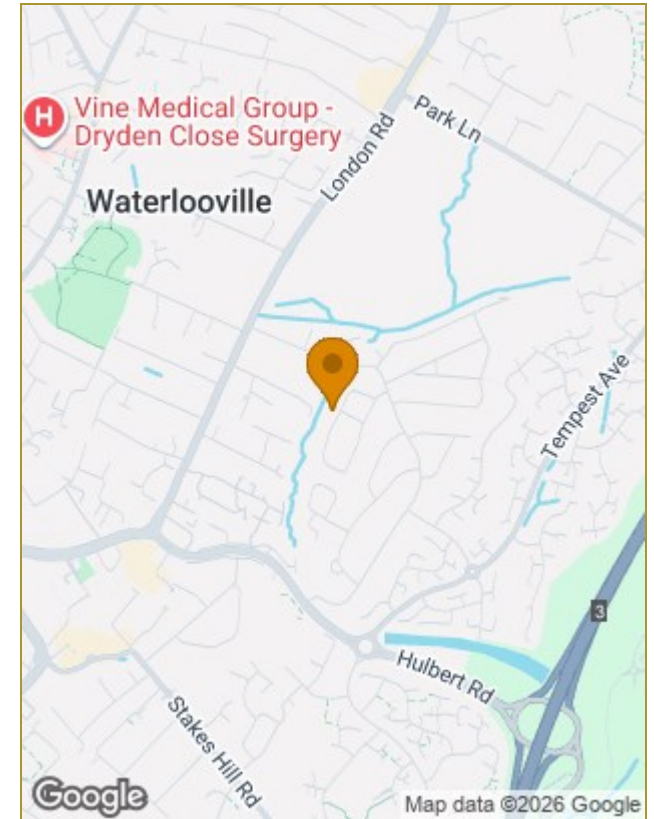 H
Vine Medical Group -
Dryden Close Surgery
Park Ln
London Rd
Waterlooville
Tempest Ave
3
Hulbert Rd
Stakes Hill Rd
Google
Map data ©2026 Google